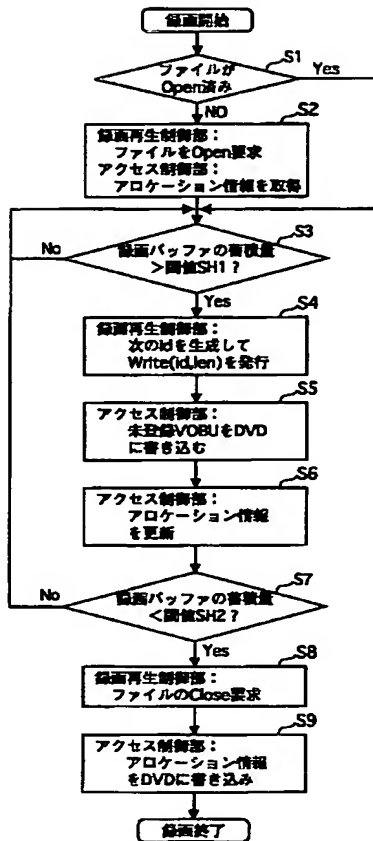 録画開始
S1
ファイルが
Open済み
Yes
NO
S2
録画再生制御部：
ファイルをOpen要求
アクセス制御部：
アロケーション情報を取得
S3
No
録画バッファの蓄積量
＞閾値SH1？
Yes
S4
録画再生制御部：
次のidを生成して
Write(id,len)を発行
S5
アクセス制御部：
未登録VOBUをDVD
に書き込む
S6
アクセス制御部：
アロケーション情報
を更新
S7
No
録画バッファの蓄積量
＜閾値SH2？
Yes
S8
録画再生制御部：
ファイルのClose要求
S9
アクセス制御部：
アロケーション情報
をDVDに書き込み
録画終了